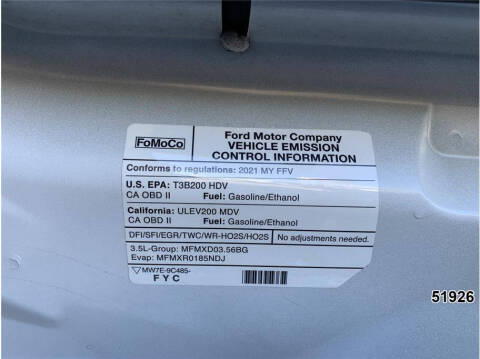 FoMoCo
Ford Motor Company
VEHICLE EMISSION
CONTROL INFORMATION
Conforms to regulations: 2021 MY FFV
U.S. EPA: T3B200 HDV
CA OBD II Fuel: Gasoline/Ethanol
California: ULEV200 MDV
CA OBD II Fuel: Gasoline/Ethanol
DFI/SFI/EGR/TWC/WR-HO2S/HO2S No adjustments needed.
3.5L-Group: MFMXD03.56BG
Evap: MFMXR0185NDJ
MW7E-9C485-
F Y C
51926